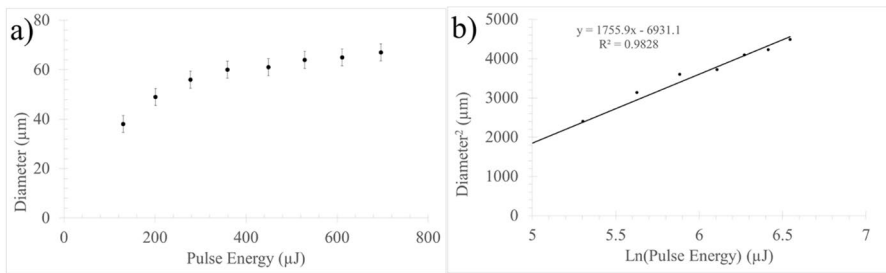 a)
80
60
40
20
0
Diameter (µm)
0 200 400 600 800
Pulse Energy (µJ)
b)
y = 1755.9x - 6931.1
R² = 0.9828
5000
4000
3000
2000
1000
0
Diameter² (µm)
5 5.5 6 6.5 7
Ln(Pulse Energy) (µJ)